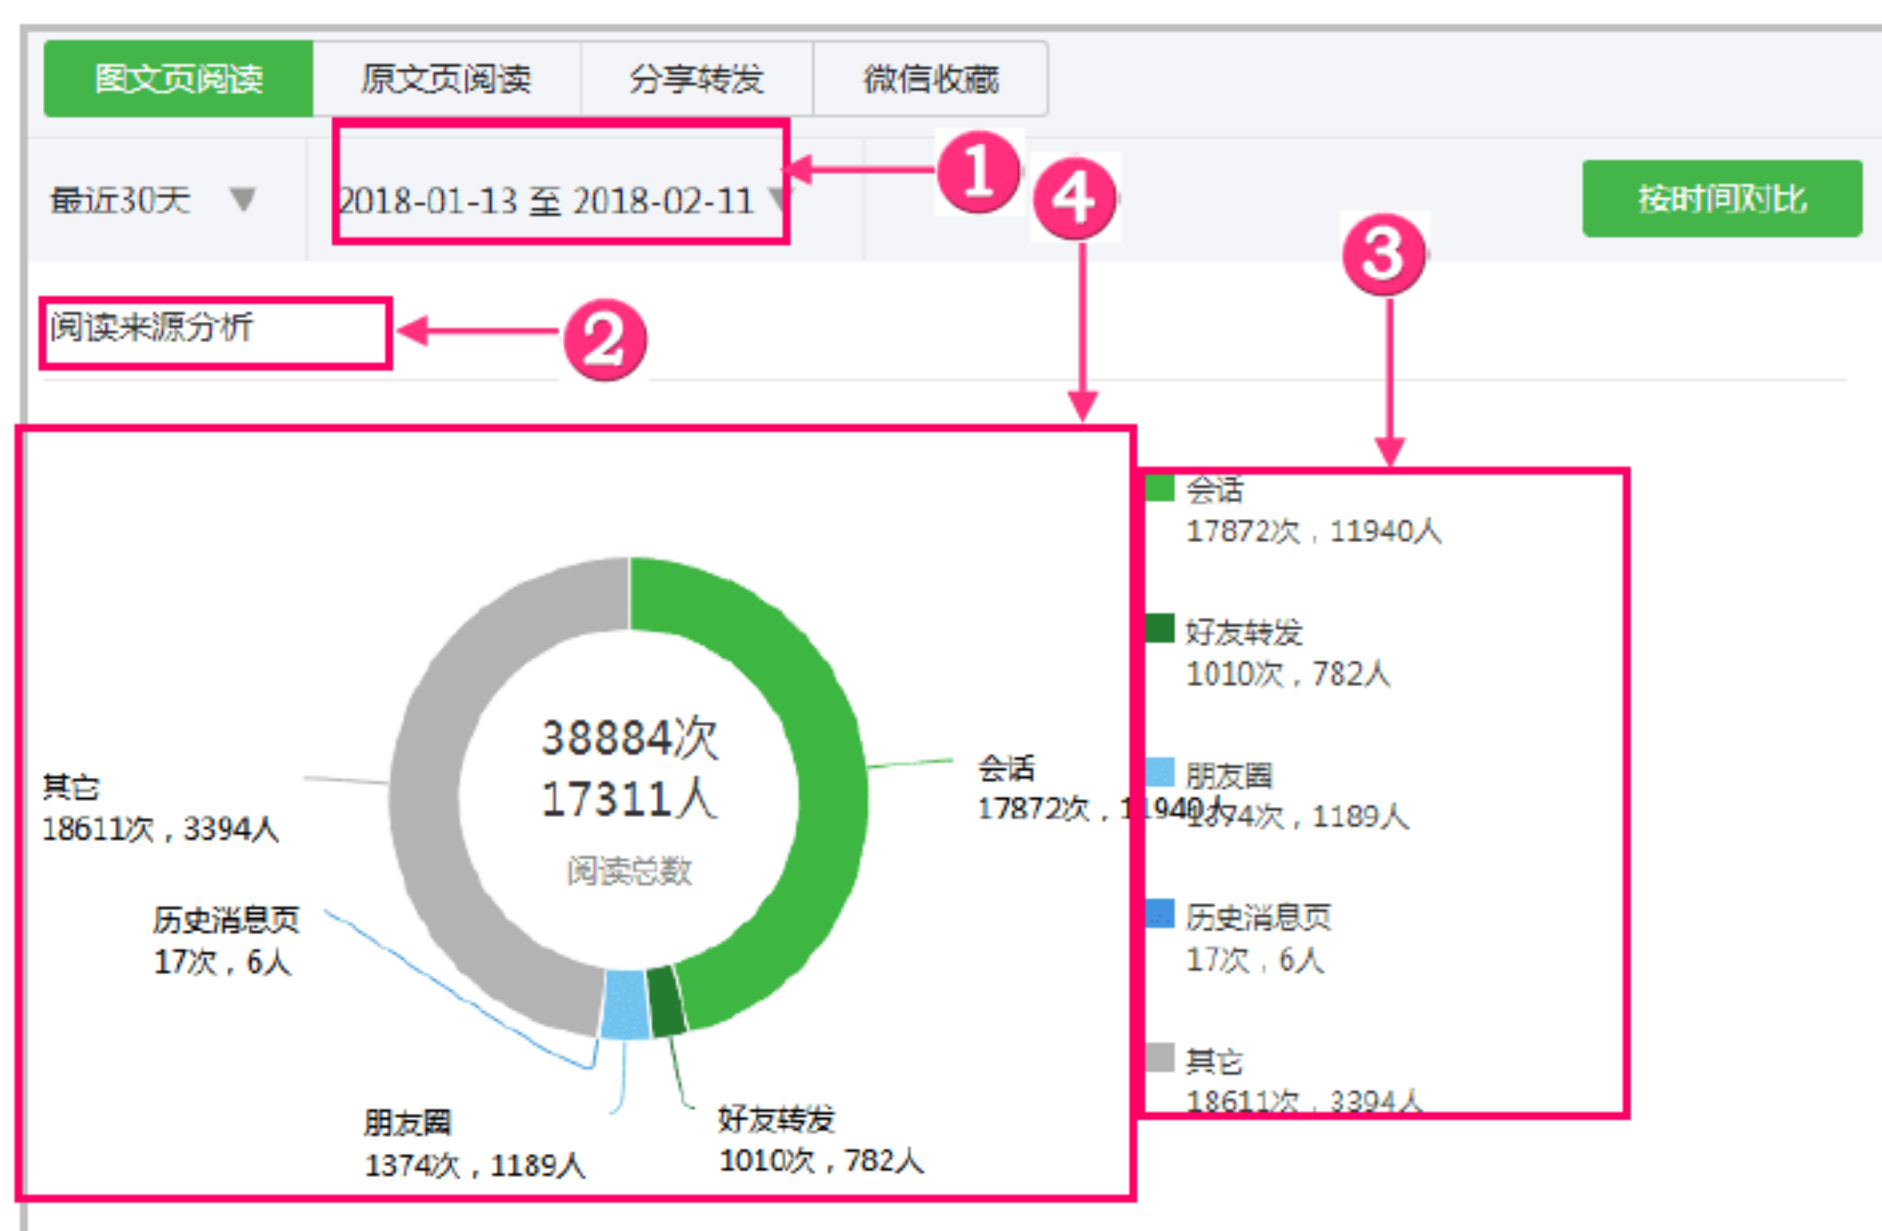 图文页阅读 原文页阅读 分享转发 微信收藏
最近30天 2018-01-13 至 2018-02-11 按时间对比
1
4
3
阅读来源分析
2
会话
17872次，11940人
好友转发
1010次，782人
朋友圈
1374次，1189人
历史消息页
17次，6人
其它
18611次，3394人
38884次
17311人
阅读总数
会话
17872次，11940人
其它
18611次，3394人
历史消息页
17次，6人
朋友圈
1374次，1189人
好友转发
1010次，782人